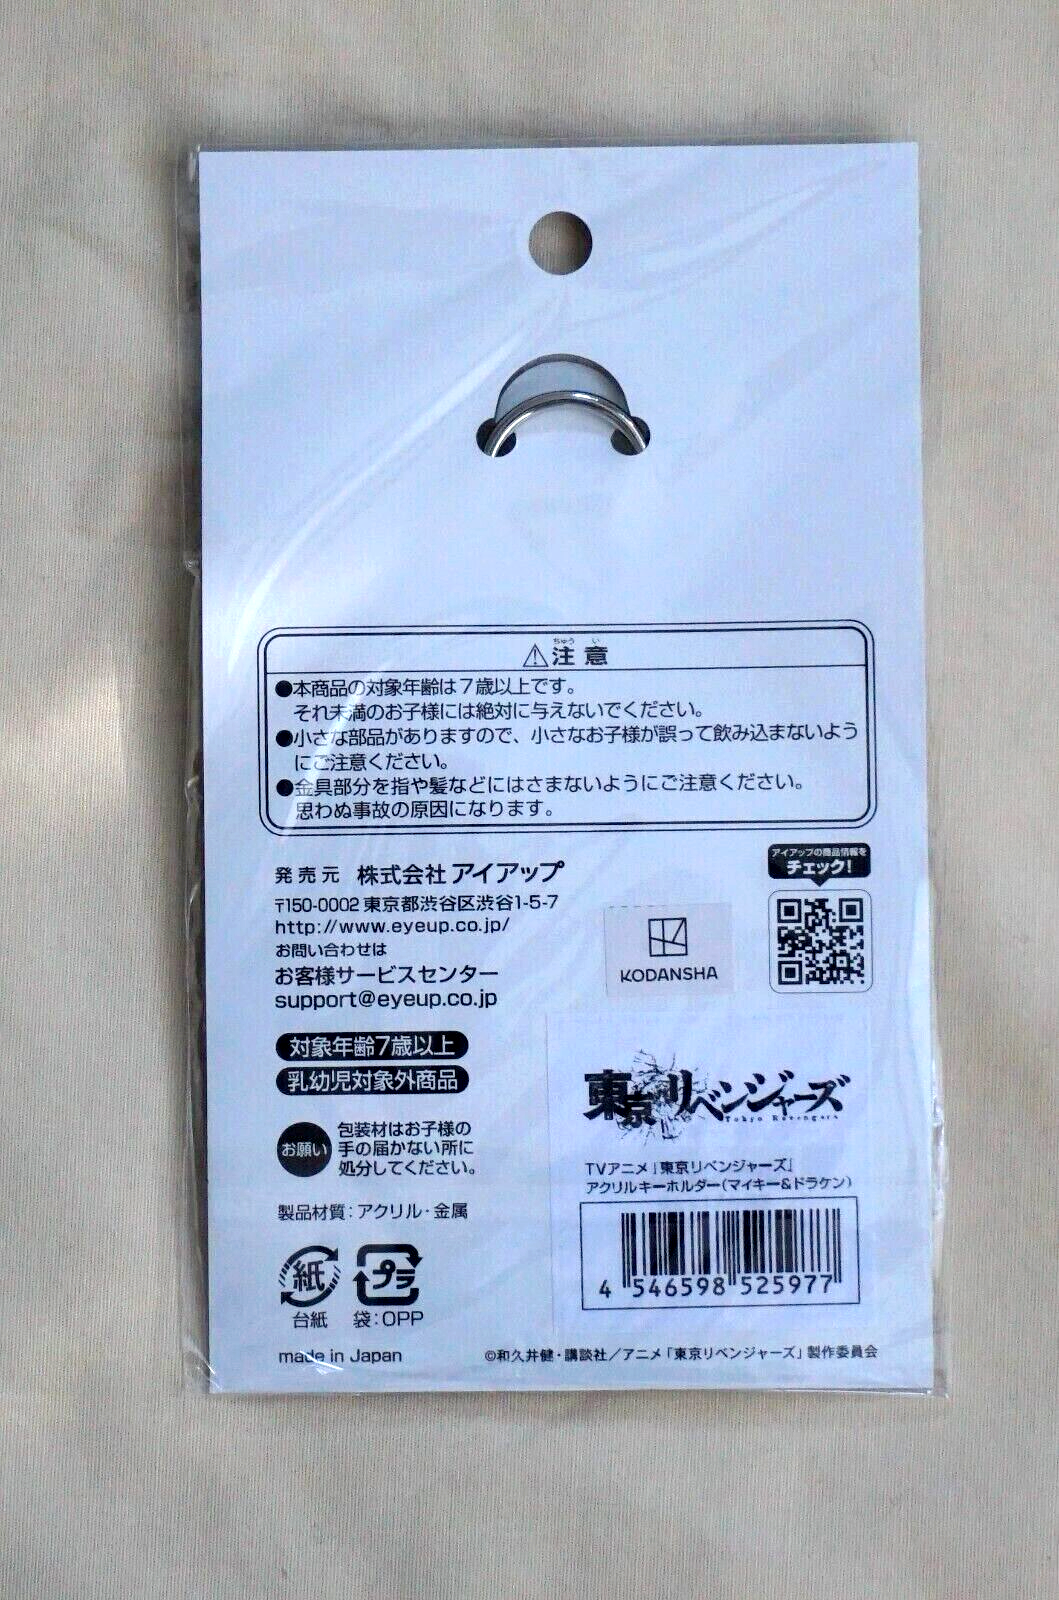 ちゅう い
注意
●本商品の対象年齢は7歳以上です。
それ未満のお子様には絶対に与えないでください。
●小さな部品がありますので、小さなお子様が誤って飲み込まないよう
にご注意ください。
●金具部分を指や髪などにはさまないようにご注意ください。
思わぬ事故の原因になります。
発売元 株式会社アイアップ
〒150-0002 東京都渋谷区渋谷1-5-7
http://www.eyeup.co.jp/
お問い合わせは
お客様サービスセンター
support@eyeup.co.jp
アイアップの商品情報を
チェック!
KODANSHA
対象年齢7歳以上
乳幼児対象外商品
お願い
包装材はお子様の
手の届かない所に
処分してください。
製品材質:アクリル・金属
紙
台紙
プラ
袋:OPP
made in Japan
東京リベンジャーズ
Tokyo Revengers
TVアニメ『東京リベンジャーズ』
アクリルキーホルダー(マイキー&ドラケン)
4 546598 525977
©和久井健・講談社/アニメ「東京リベンジャーズ」製作委員会